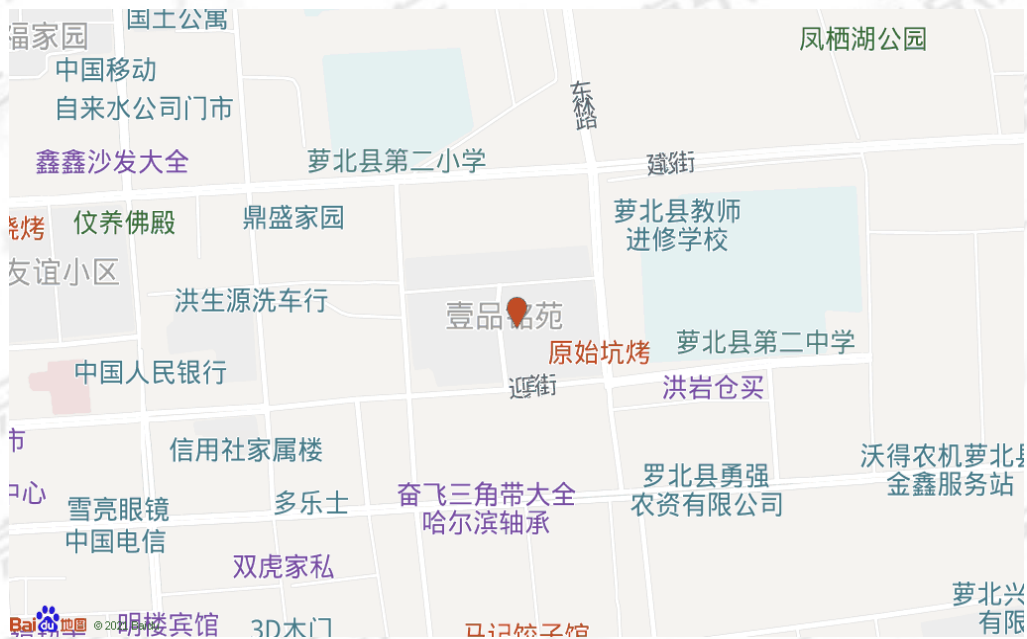 国土公寓
福家园
凤栖湖公园
中国移动
东林路
自来水公司门市
鑫鑫沙发大全
萝北县第二小学
建设街
烧烤
仗养佛殿
鼎盛家园
萝北县教师
进修学校
友谊小区
洪生源洗车行
壹品铭苑
原始坑烤
萝北县第二中学
中国人民银行
迎宾街
洪岩仓买
市
信用社家属楼
沃得农机萝北县
金鑫服务站
中心
雪亮眼镜
多乐士
奋飞三角带大全
哈尔滨轴承
罗北县勇强
农资有限公司
中国电信
双虎家私
萝北兴
有限
明楼宾馆
3D木门
马记饺子馆
Bai du 地图
© 2021 Baidu